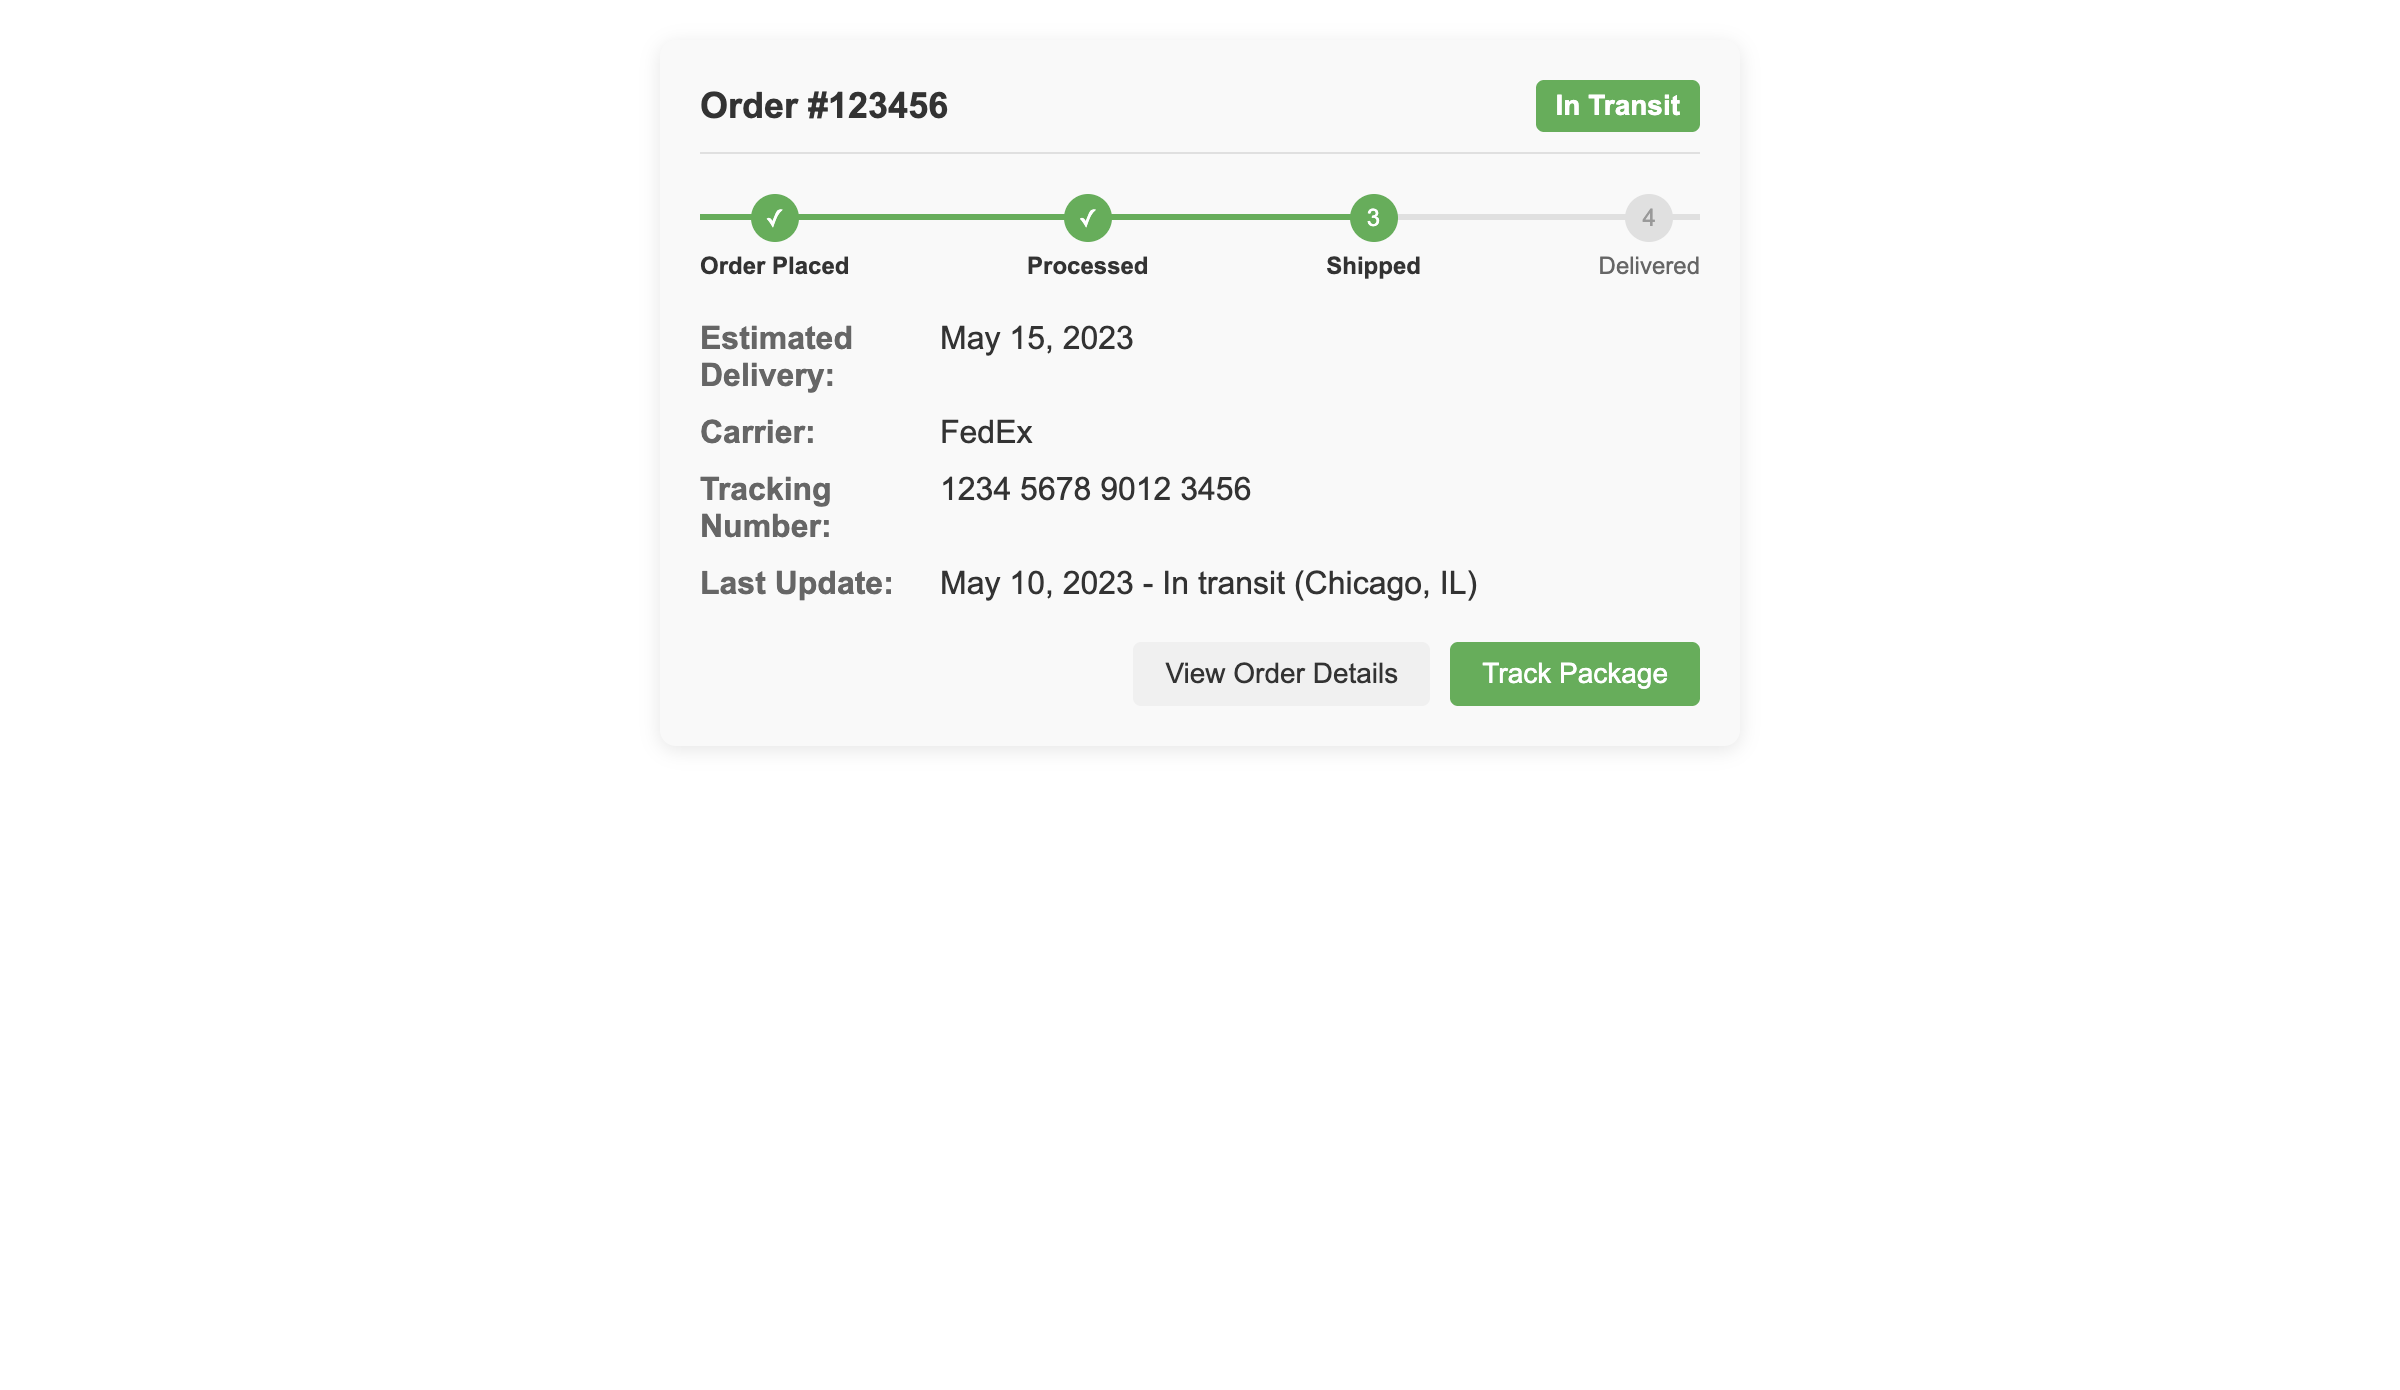 Order #123456
In Transit
✓
✓
3
4
Order Placed
Processed
Shipped
Delivered
Estimated
Delivery:
May 15, 2023
Carrier:
FedEx
Tracking
Number:
1234 5678 9012 3456
Last Update:
May 10, 2023 - In transit (Chicago, IL)
View Order Details
Track Package